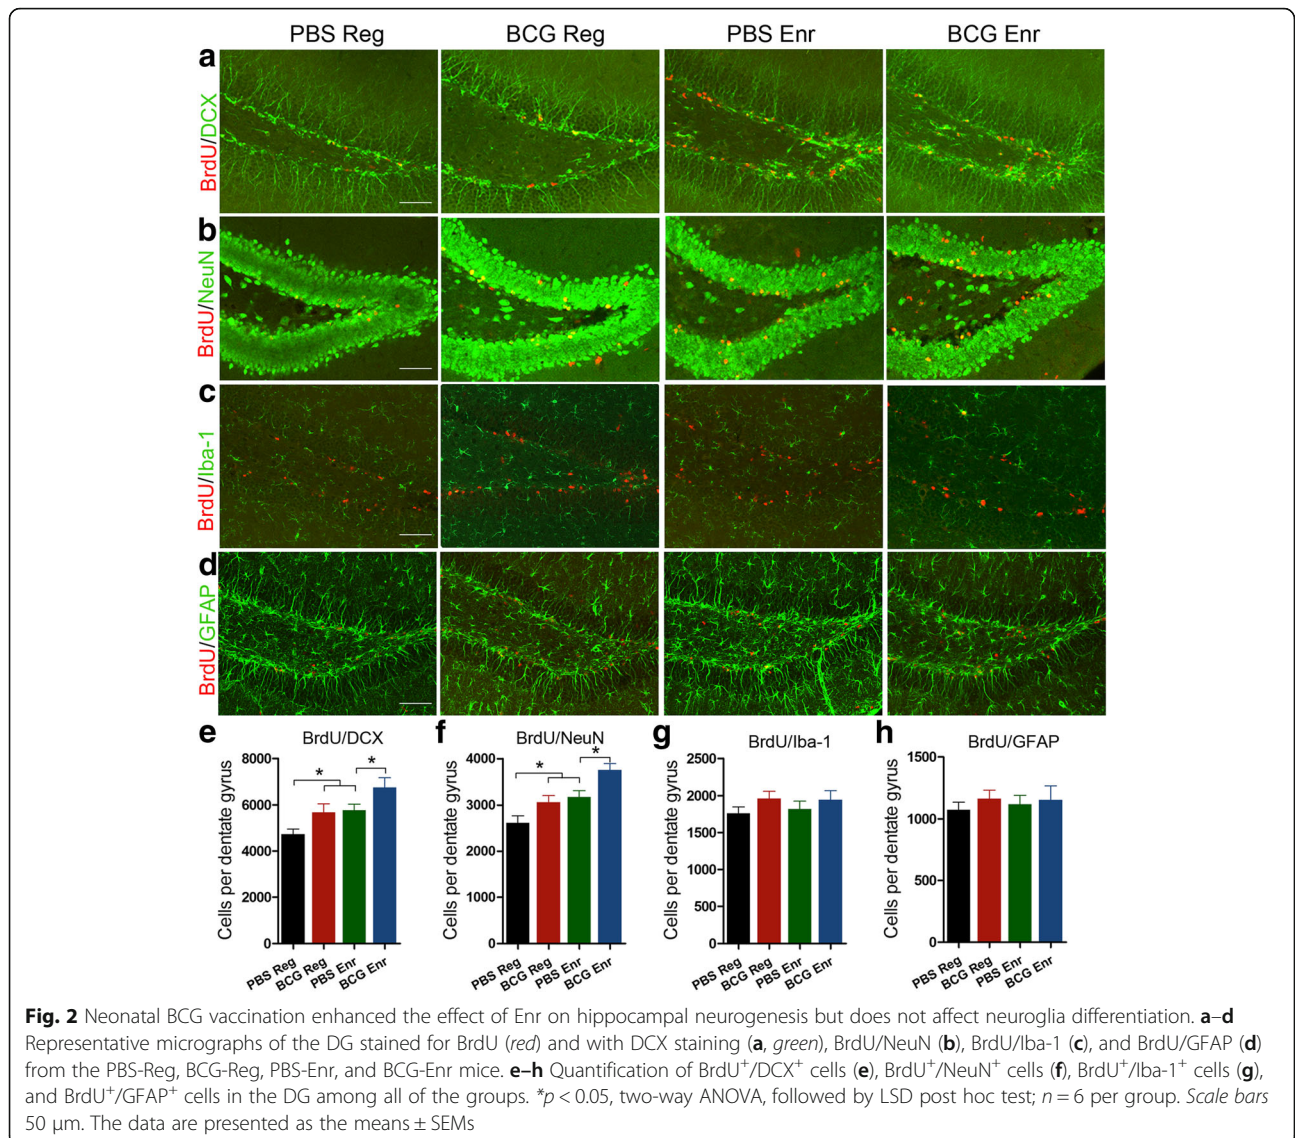 PBS Reg BCG Reg PBS Enr BCG Enr
a
BrdU/DCX
b
BrdU/NeuN
c
BrdU/Iba-1
d
BrdU/GFAP
e
BrdU/DCX
Cells per dentate gyrus
8000
6000
4000
2000
0
* *
PBS Reg
BCG Reg
PBS Enr
BCG Enr
f
BrdU/NeuN
Cells per dentate gyrus
4000
3000
2000
1000
0
* *
PBS Reg
BCG Reg
PBS Enr
BCG Enr
g
BrdU/Iba-1
Cells per dentate gyrus
2500
2000
1500
1000
500
0
PBS Reg
BCG Reg
PBS Enr
BCG Enr
h
BrdU/GFAP
Cells per dentate gyrus
1500
1000
500
0
PBS Reg
BCG Reg
PBS Enr
BCG Enr
Fig. 2 Neonatal BCG vaccination enhanced the effect of Enr on hippocampal neurogenesis but does not affect neuroglia differentiation. a–d
Representative micrographs of the DG stained for BrdU (red) and with DCX staining (a, green), BrdU/NeuN (b), BrdU/Iba-1 (c), and BrdU/GFAP (d)
from the PBS-Reg, BCG-Reg, PBS-Enr, and BCG-Enr mice. e–h Quantification of BrdU⁺/DCX⁺ cells (e), BrdU⁺/NeuN⁺ cells (f), BrdU⁺/Iba-1⁺ cells (g),
and BrdU⁺/GFAP⁺ cells in the DG among all of the groups. *p < 0.05, two-way ANOVA, followed by LSD post hoc test; n = 6 per group. Scale bars
50 μm. The data are presented as the means ± SEMs